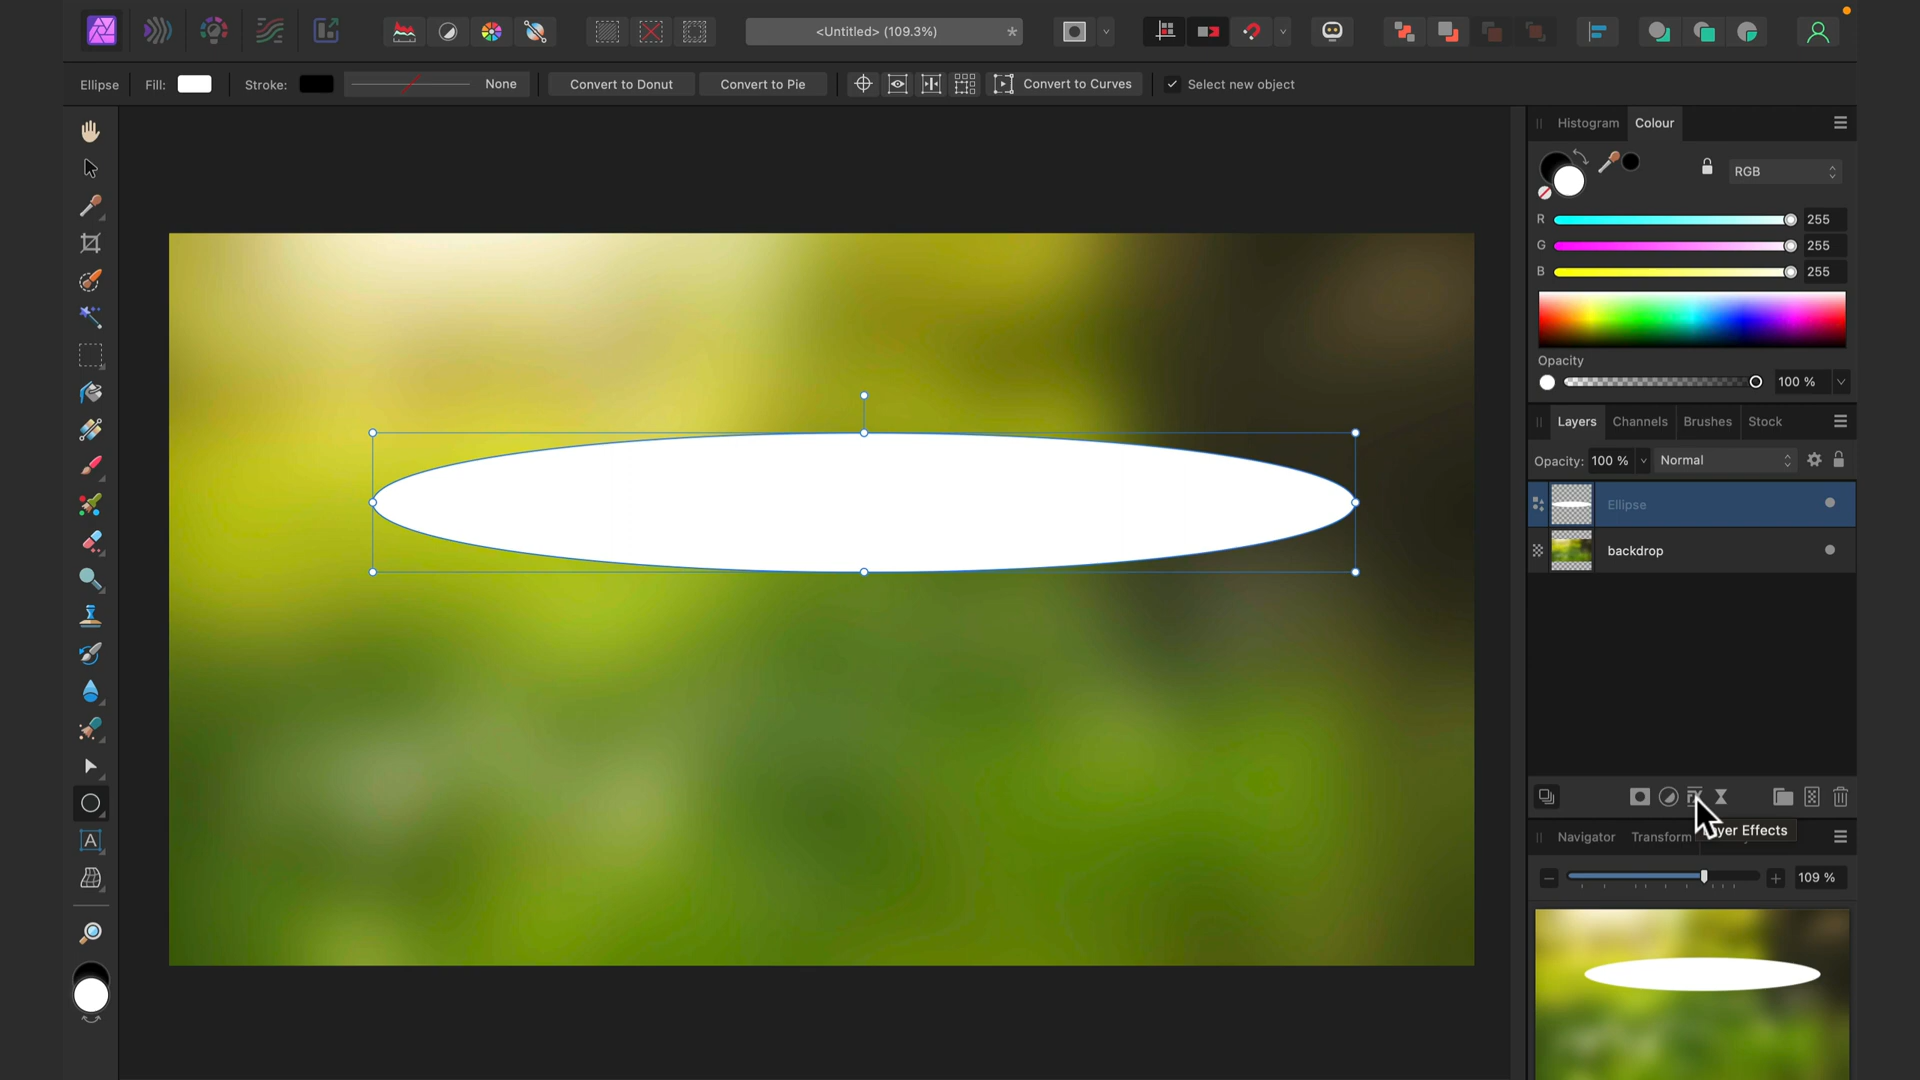 <Untitled> (109.3%)
*
Ellipse
Fill:
Stroke:
None
Convert to Donut
Convert to Pie
Convert to Curves
Select new object
Histogram
Colour
RGB
R
255
G
255
B
255
Opacity
100 %
Layers
Channels
Brushes
Stock
Opacity:
100 %
Normal
Ellipse
backdrop
Navigator
Transform
Effects
109 %
A